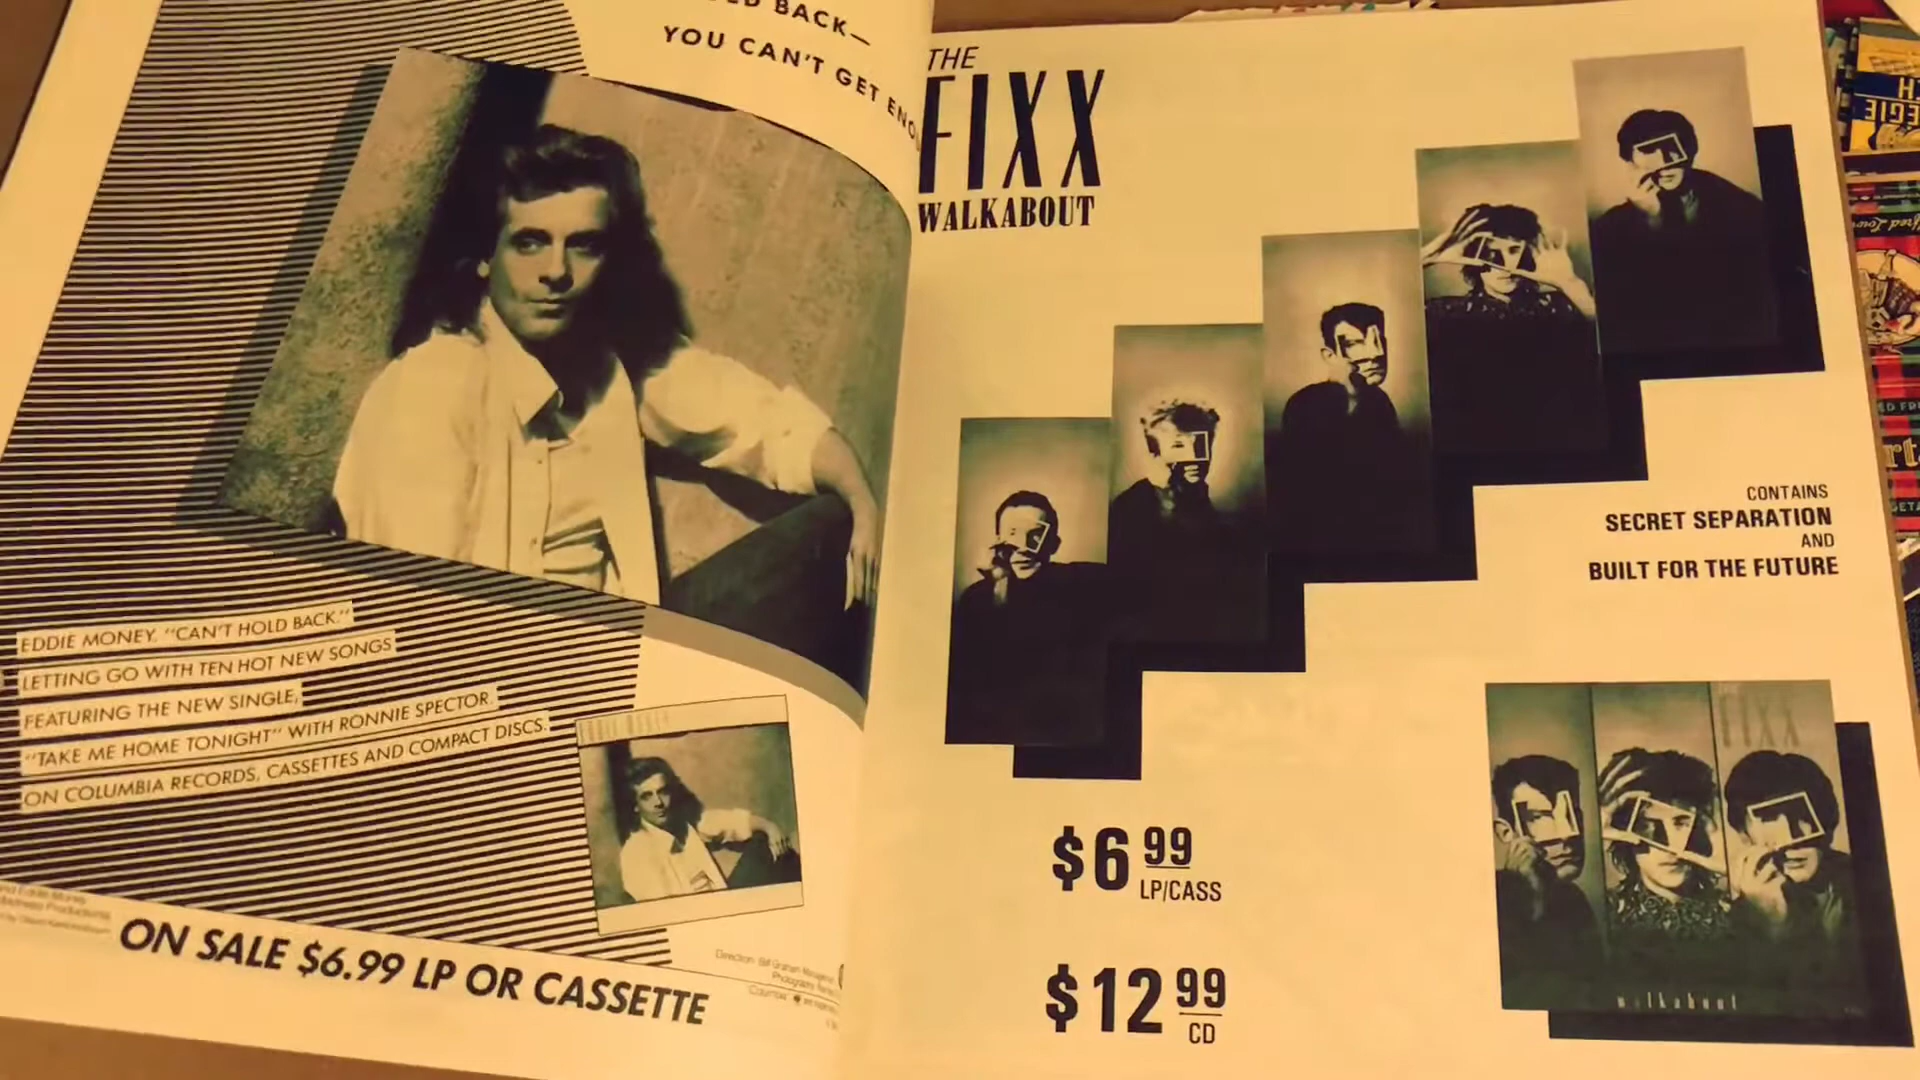 BACK—
YOU CAN'T GET
EDDIE MONEY. "CAN'T HOLD BACK."
LETTING GO WITH TEN HOT NEW SONGS
FEATURING THE NEW SINGLE,
"TAKE ME HOME TONIGHT" WITH RONNIE SPECTOR.
ON COLUMBIA RECORDS, CASSETTES AND COMPACT DISCS.
EDDIE MONEY
ON SALE $6.99 LP OR CASSETTE
THE
FIXX
WALKABOUT
CONTAINS
SECRET SEPARATION
AND
BUILT FOR THE FUTURE
FIXX
walkabout
$6 99
LP/CASS
$12 99
CD